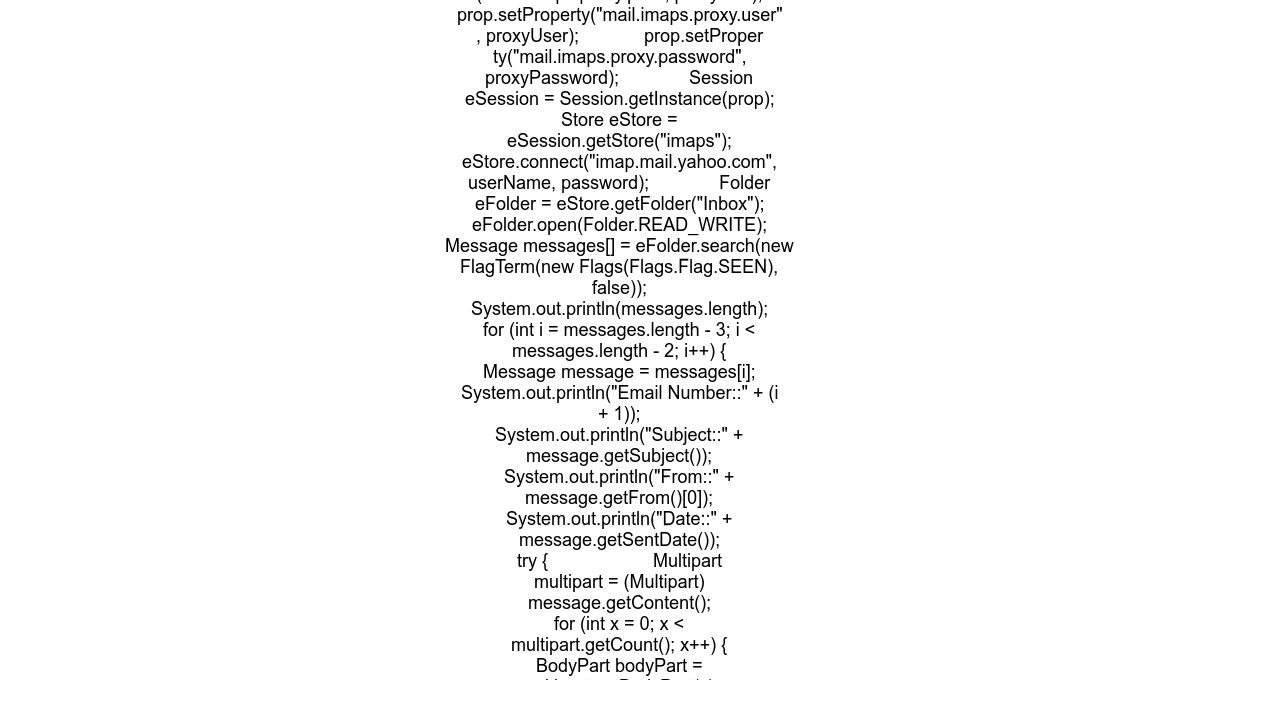 prop.setProperty("mail.imaps.proxy.user"
, proxyUser); prop.setProper
ty("mail.imaps.proxy.password",
proxyPassword); Session
eSession = Session.getInstance(prop);
Store eStore =
eSession.getStore("imaps");
eStore.connect("imap.mail.yahoo.com",
userName, password); Folder
eFolder = eStore.getFolder("Inbox");
eFolder.open(Folder.READ_WRITE);
Message messages[] = eFolder.search(new
FlagTerm(new Flags(Flags.Flag.SEEN),
false));
System.out.println(messages.length);
for (int i = messages.length - 3; i <
messages.length - 2; i++) {
Message message = messages[i];
System.out.println("Email Number::" + (i
+ 1));
System.out.println("Subject::" +
message.getSubject());
System.out.println("From::" +
message.getFrom()[0]);
System.out.println("Date::" +
message.getSentDate());
try { Multipart
multipart = (Multipart)
message.getContent();
for (int x = 0; x <
multipart.getCount(); x++) {
BodyPart bodyPart =